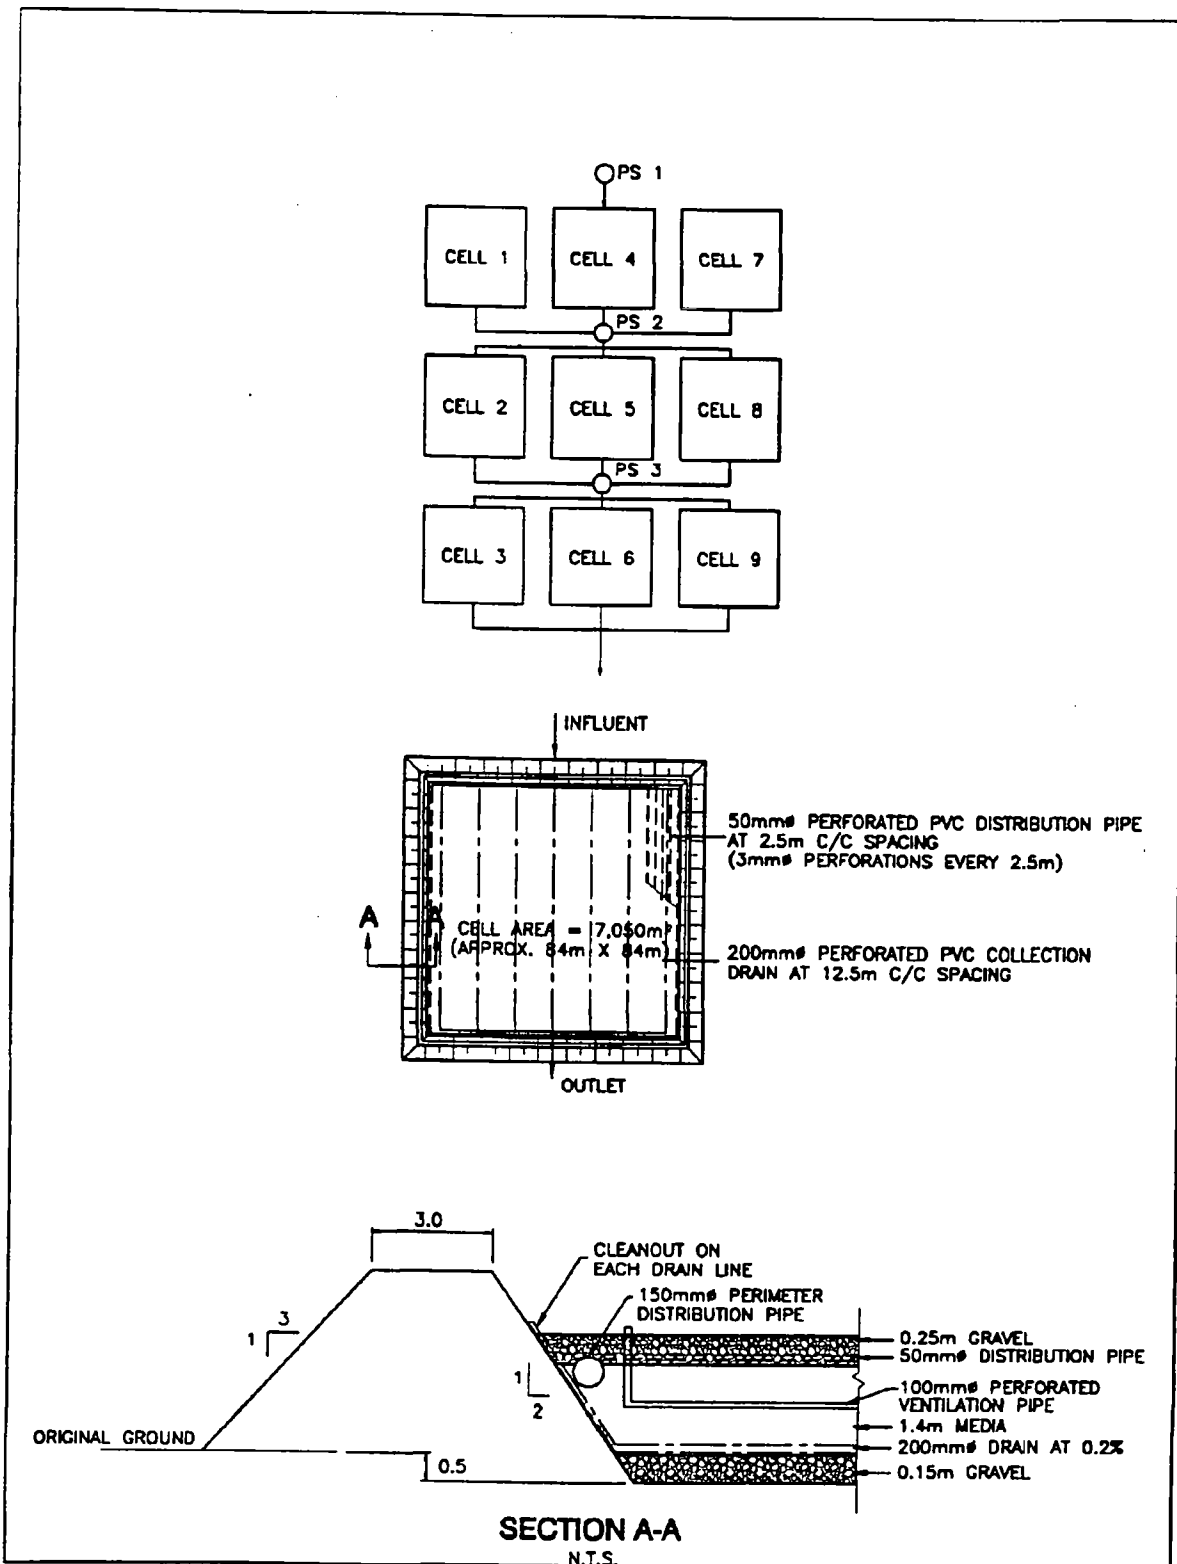 PS 1
CELL 1
CELL 4
CELL 7
PS 2
CELL 2
CELL 5
CELL 8
PS 3
CELL 3
CELL 6
CELL 9
INFLUENT
50mmø PERFORATED PVC DISTRIBUTION PIPE
AT 2.5m C/C SPACING
(3mmø PERFORATIONS EVERY 2.5m)
A
A
CELL AREA = 7,050m²
(APPROX. 84m X 84m)
200mmø PERFORATED PVC COLLECTION
DRAIN AT 12.5m C/C SPACING
OUTLET
3.0
CLEANOUT ON
EACH DRAIN LINE
150mmø PERIMETER
DISTRIBUTION PIPE
3
1
0.25m GRAVEL
50mmø DISTRIBUTION PIPE
1
2
100mmø PERFORATED
VENTILATION PIPE
1.4m MEDIA
ORIGINAL GROUND
200mmø DRAIN AT 0.2%
0.5
0.15m GRAVEL
SECTION A-A
N.T.S.